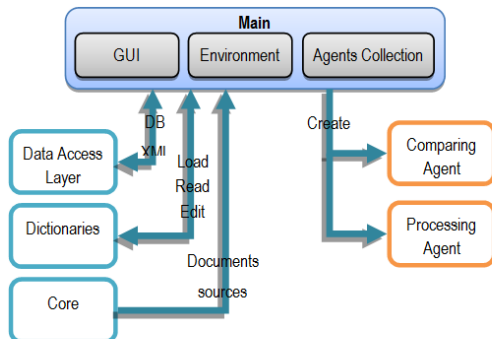 Main
GUI
Environment
Agents Collection
DB
XMI
Data Access
Layer
Load
Read
Edit
Dictionaries
Documents
sources
Core
Create
Comparing
Agent
Processing
Agent